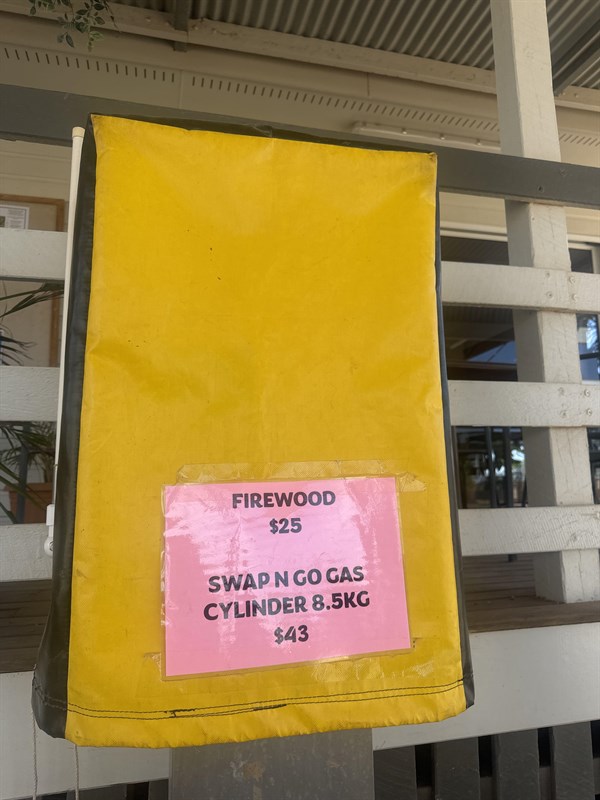 FIREWOOD
$25
SWAP N GO GAS
CYLINDER 8.5KG
$43